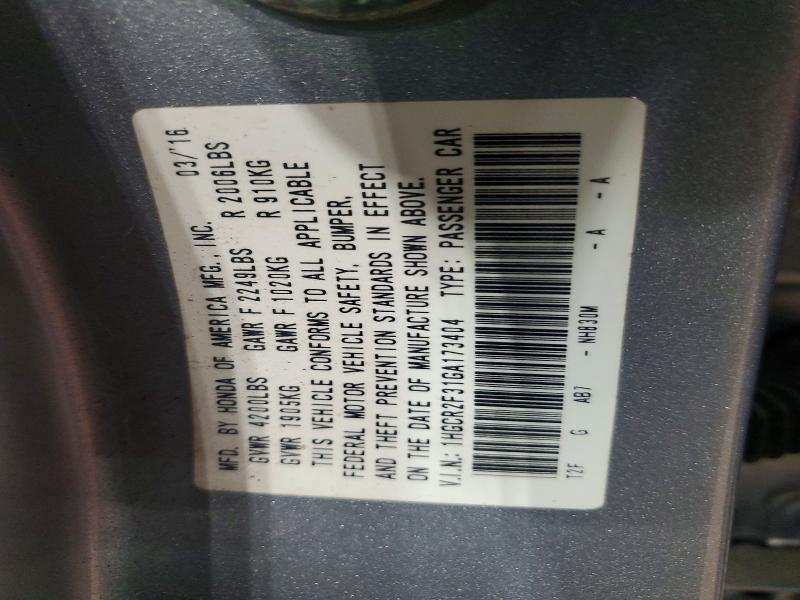 MFD. BY HONDA OF AMERICA MFG., INC. 03/'16
GVWR 4200LBS GAWR F 2249LBS R 2006LBS
GVWR 1905KG GAWR F 1020KG R 910KG
THIS VEHICLE CONFORMS TO ALL APPLICABLE
FEDERAL MOTOR VEHICLE SAFETY, BUMPER,
AND THEFT PREVENTION STANDARDS IN EFFECT
ON THE DATE OF MANUFACTURE SHOWN ABOVE.
V.I.N.: 1HGCR2F31GA173404 TYPE: PASSENGER CAR
T2F G AB7 - NH830M - A - A